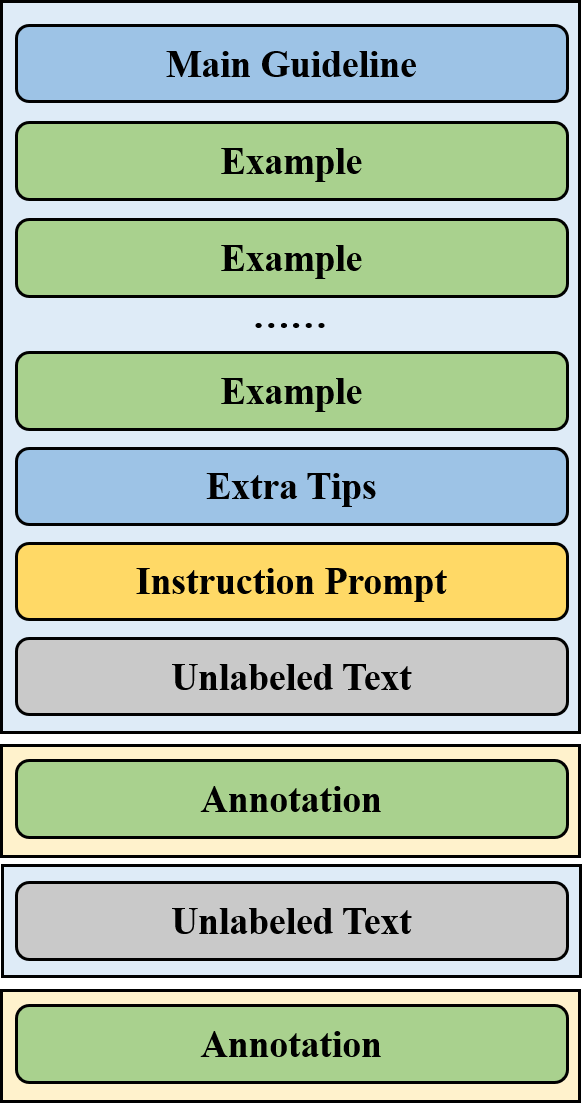 Main Guideline
Example
Example
......
Example
Extra Tips
Instruction Prompt
Unlabeled Text
Annotation
Unlabeled Text
Annotation